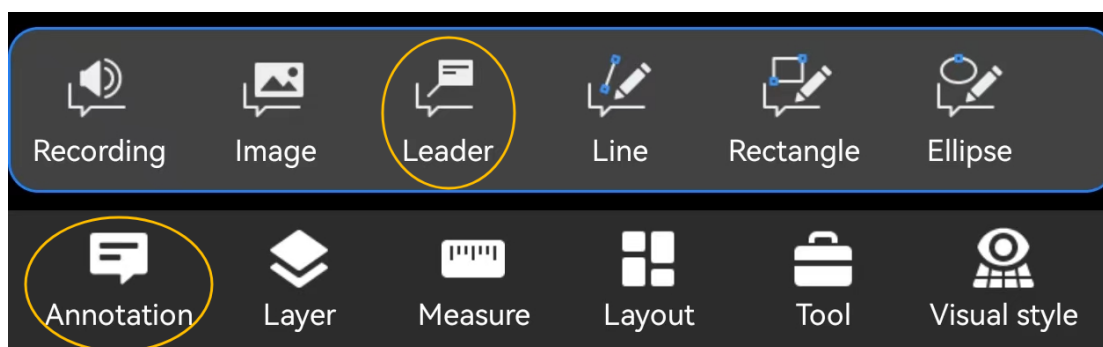 Recording Image Leader Line Rectangle Ellipse
Annotation Layer Measure Layout Tool Visual style